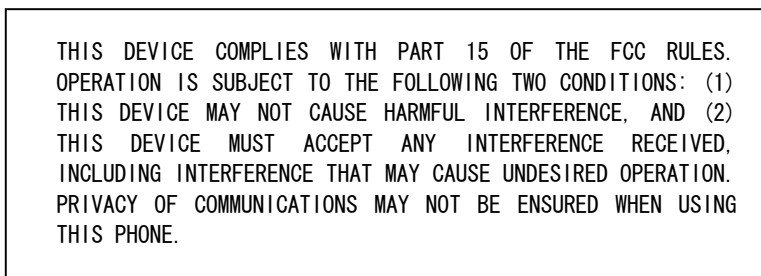 THIS DEVICE COMPLIES WITH PART 15 OF THE FCC RULES.
OPERATION IS SUBJECT TO THE FOLLOWING TWO CONDITIONS: (1)
THIS DEVICE MAY NOT CAUSE HARMFUL INTERFERENCE, AND (2)
THIS DEVICE MUST ACCEPT ANY INTERFERENCE RECEIVED,
INCLUDING INTERFERENCE THAT MAY CAUSE UNDESIRED OPERATION.
PRIVACY OF COMMUNICATIONS MAY NOT BE ENSURED WHEN USING
THIS PHONE.